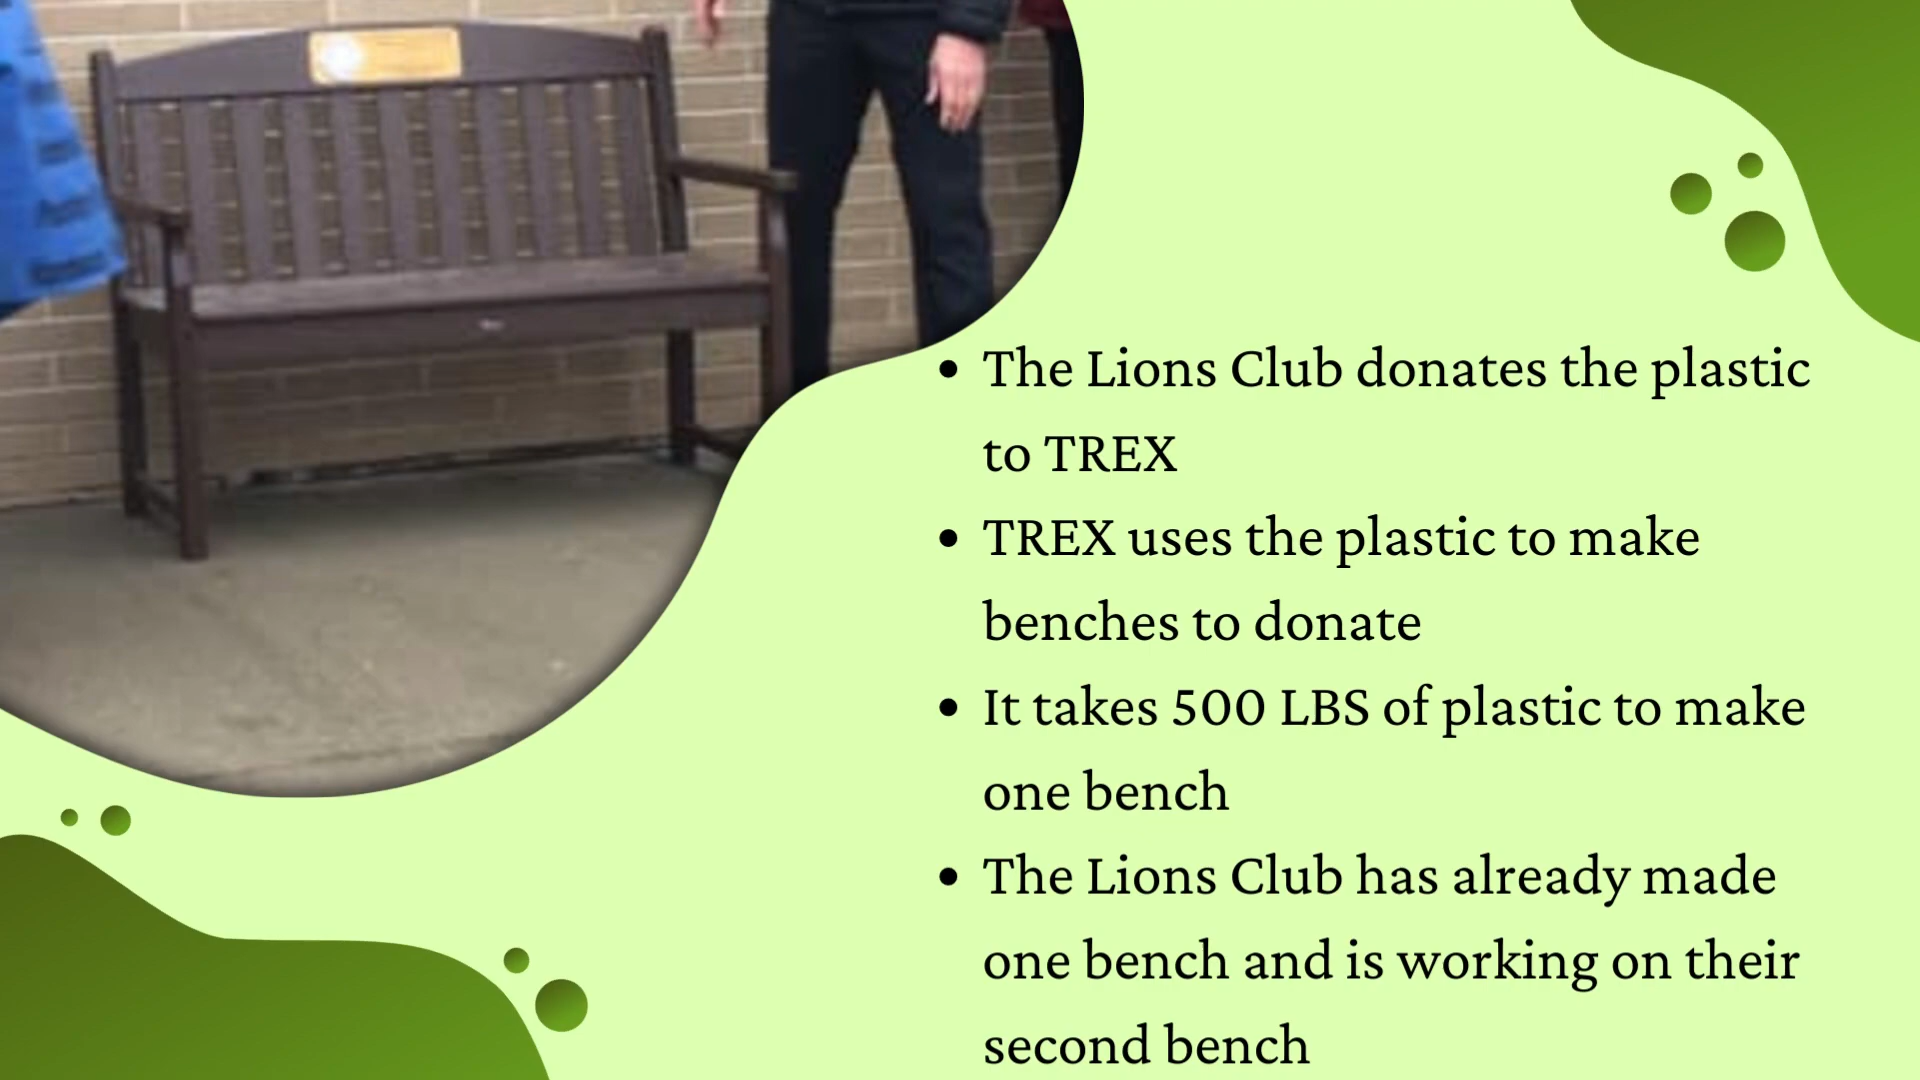 • The Lions Club donates the plastic
to TREX
• TREX uses the plastic to make
benches to donate
• It takes 500 LBS of plastic to make
one bench
• The Lions Club has already made
one bench and is working on their
second bench